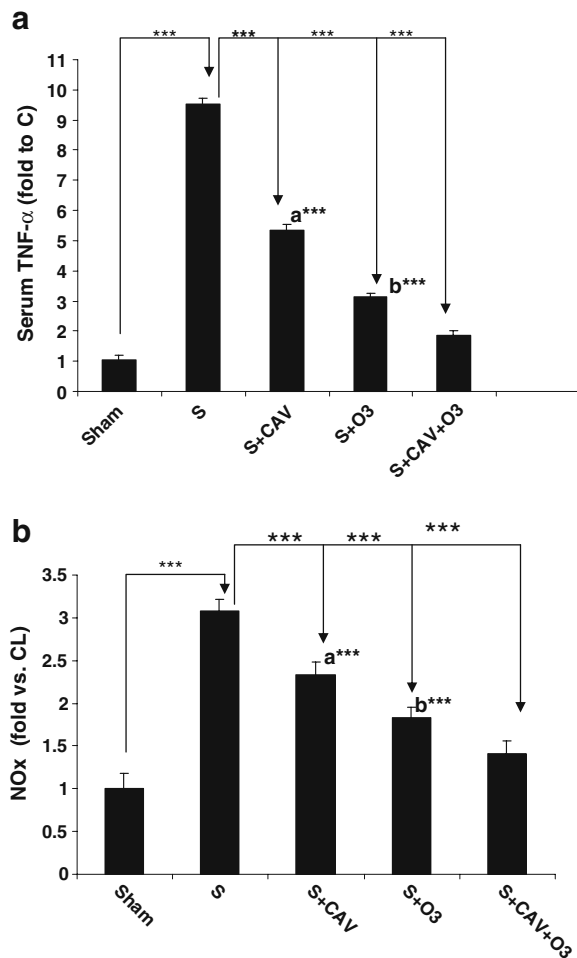 a
*** *** *** ***
Serum TNF-α (fold to C)
11
10
9
8
7
6
5
4
3
2
1
0
a***
b***
Sham
S
S+CAV
S+O3
S+CAV+O3
b
*** *** *** ***
NOx (fold vs. CL)
3.5
3
2.5
2
1.5
1
0.5
0
a***
b***
Sham
S
S+CAV
S+O3
S+CAV+O3